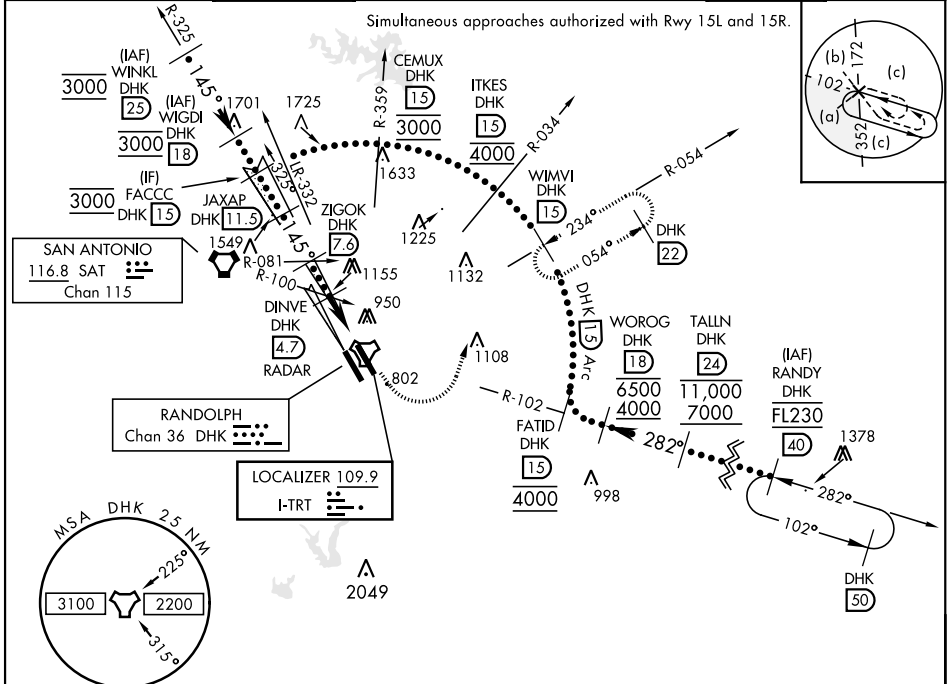 Simultaneous approaches authorized with Rwy 15L and 15R.
R-325
(IAF)
WINKL
DHK
25
3000
145°
(IAF)
WIGDI
DHK
18
3000
1701
1725
(IF)
FACCC
DHK 15
3000
325°
LR-332
JAXAP
DHK 11.5
145°
R-359
CEMUX
DHK
15
3000
1633
ITKES
DHK
15
4000
R-034
WIMVI
DHK
15
R-054
234°
054°
DHK
22
(b)
172
(c)
102
(a)
352
(c)
SAN ANTONIO
116.8 SAT
Chan 115
1549
R-081
R-100
ZIGOK
DHK
7.6
1155
950
1225
1132
DINVE
DHK
4.7
RADAR
802
1108
DHK 15 Arc
WOROG
DHK
18
6500
4000
TALLN
DHK
24
11,000
7000
(IAF)
RANDY
DHK
FL230
40
1378
R-102
282°
282°
102°
DHK
50
FATID
DHK
15
4000
998
RANDOLPH
Chan 36 DHK
LOCALIZER 109.9
I-TRT
2049
MSA DHK 25 NM
225°
3100
2200
315°